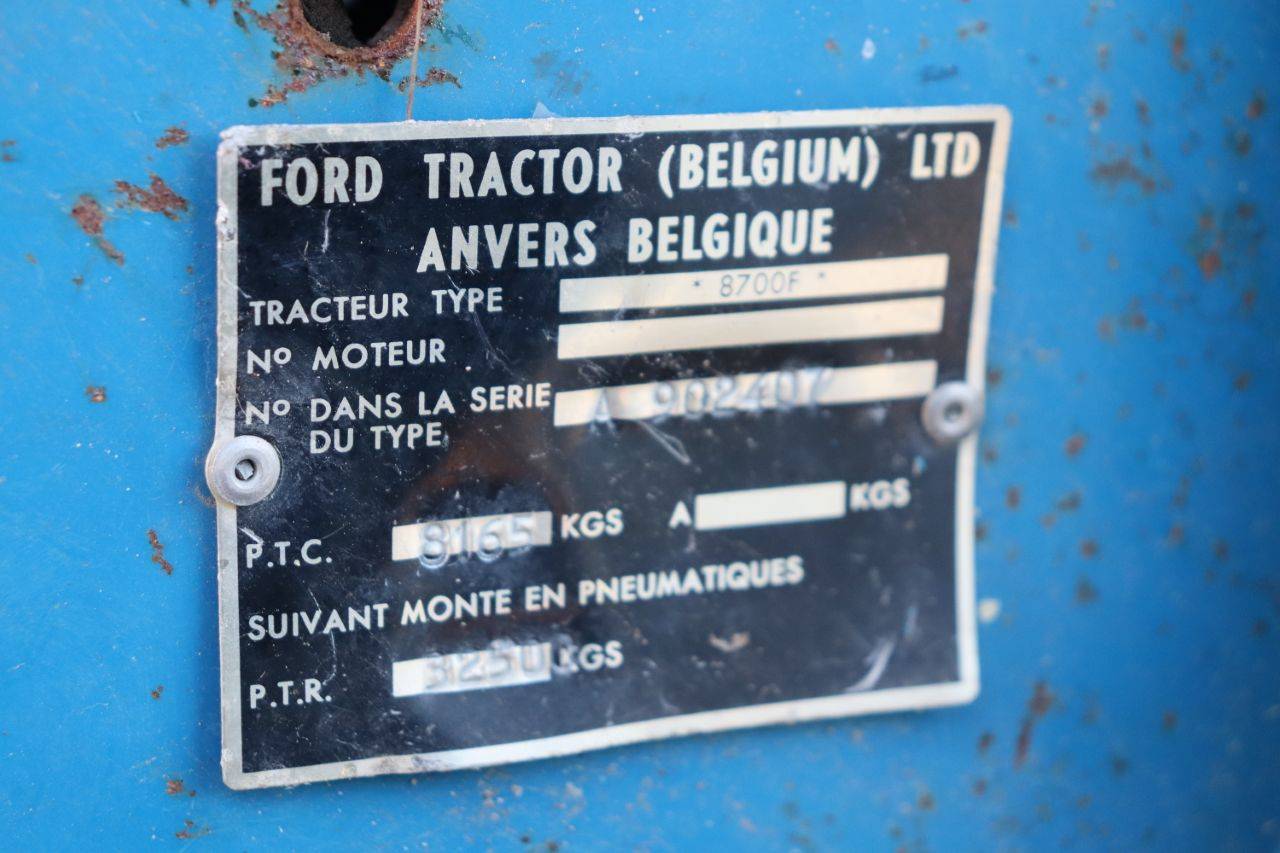 FORD TRACTOR (BELGIUM) LTD
ANVERS BELGIQUE
TRACTEUR TYPE * 8700F *
Nº MOTEUR
Nº DANS LA SERIE A 902407
DU TYPE
P.T.C. 8165 KGS A KGS
SUIVANT MONTE EN PNEUMATIQUES
P.T.R. KGS